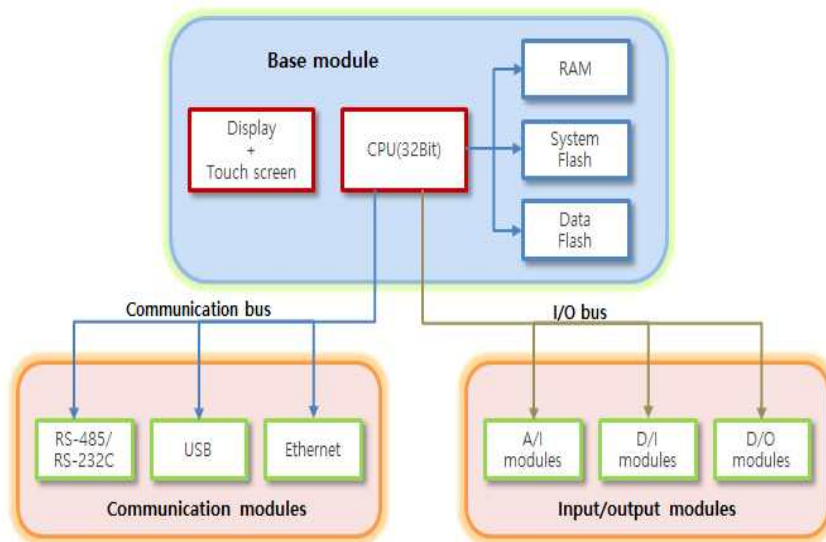 Base module
RAM
Display
+
Touch screen
CPU(32Bit)
System
Flash
Data
Flash
Communication bus
I/O bus
RS-485/
RS-232C
USB
Ethernet
A/I
modules
D/I
modules
D/O
modules
Communication modules
Input/output modules